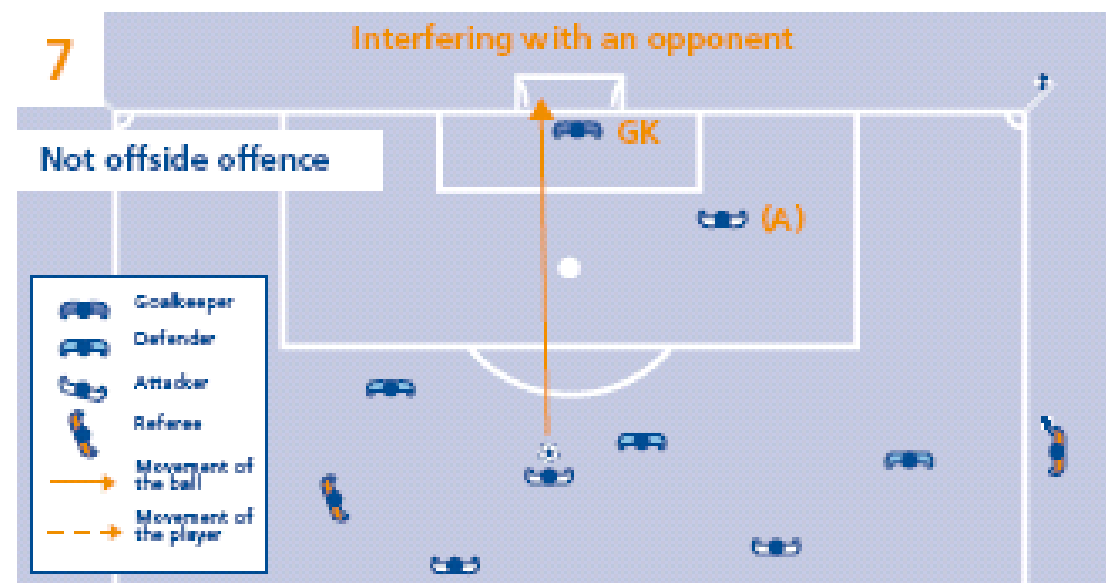 7
Interfering with an opponent
GK
Not offside offence
(A)
Goalkeeper
Defender
Attacker
Referee
Movement of
the ball
Movement of
the player